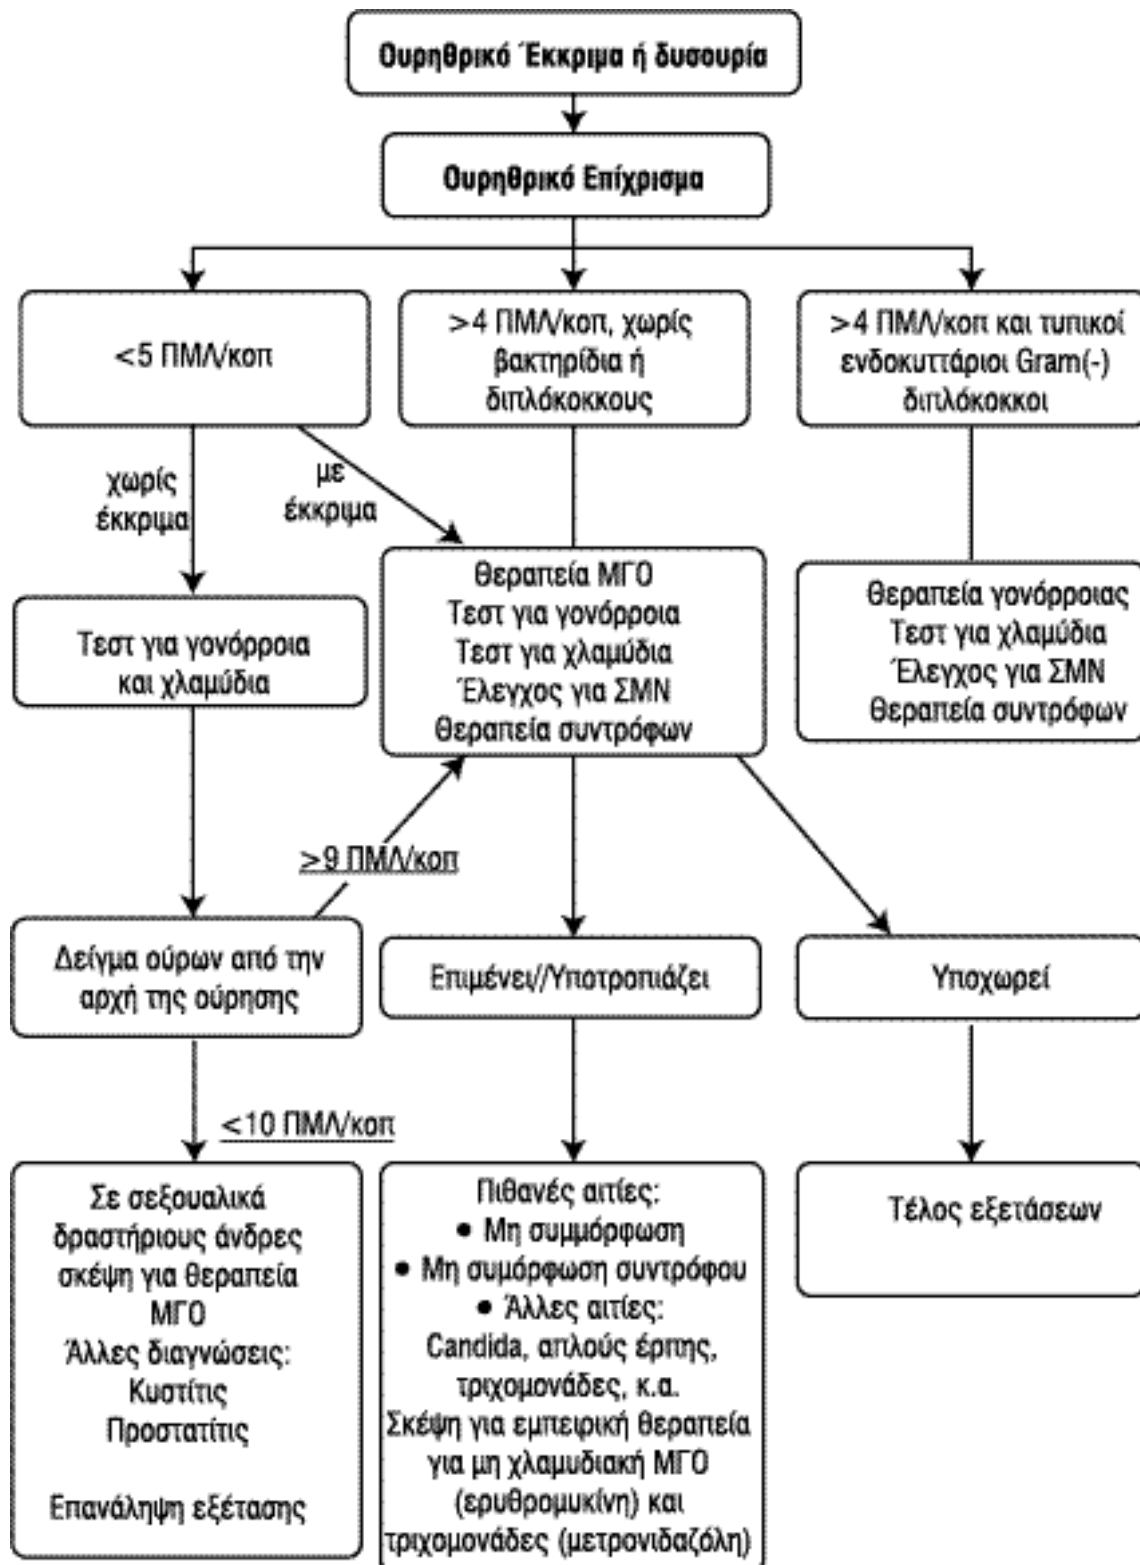 Ουρηθρικό Έκκριμα ή δυσουρία
Ουρηθρικό Επίχρισμα
<5 ΠΜΛ/κοπ
>4 ΠΜΛ/κοπ, χωρίς
βακτηρίδια ή
διπλόκοκκους
>4 ΠΜΛ/κοπ και τυπικοί
ενδοκυττάριοι Gram(-)
διπλόκοκκοι
χωρίς
έκκριμα
με
έκκριμα
Τεστ για γονόρροια
και χλαμύδια
Θεραπεία ΜΓΟ
Τεστ για γονόρροια
Τεστ για χλαμύδια
Έλεγχος για ΣΜΝ
Θεραπεία συντρόφων
Θεραπεία γονόρροιας
Τεστ για χλαμύδια
Έλεγχος για ΣΜΝ
Θεραπεία συντρόφων
>9 ΠΜΛ/κοπ
Δείγμα ούρων από την
αρχή της ούρησης
Επιμένει//Υποτροπιάζει
Υποχωρεί
<10 ΠΜΛ/κοπ
Σε σεξουαλικά
δραστήριους άνδρες
σκέψη για θεραπεία
ΜΓΟ
Άλλες διαγνώσεις:
Κυστίτις
Προστατίτις
Επανάληψη εξέτασης
Πιθανές αιτίες:
• Μη συμμόρφωση
• Μη συμόρφωση συντρόφου
• Άλλες αιτίες:
Candida, απλούς έρπης,
τριχομονάδες, κ.α.
Σκέψη για εμπειρική θεραπεία
για μη χλαμυδιακή ΜΓΟ
(ερυθρομυκίνη) και
τριχομονάδες (μετρονιδαζόλη)
Τέλος εξετάσεων